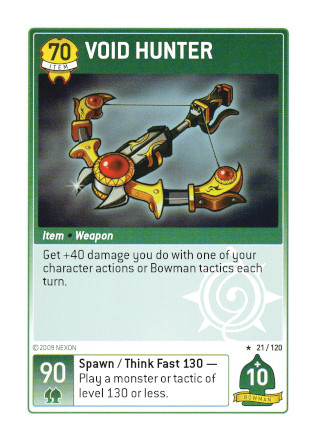 70 VOID HUNTER
ITEM
Item • Weapon
Get +40 damage you do with one of your
character actions or Bowman tactics each
turn.
© 2009 NEXON
★ 21 / 120
90
Spawn / Think Fast 130 —
Play a monster or tactic of
level 130 or less.
+
10
BOWMAN